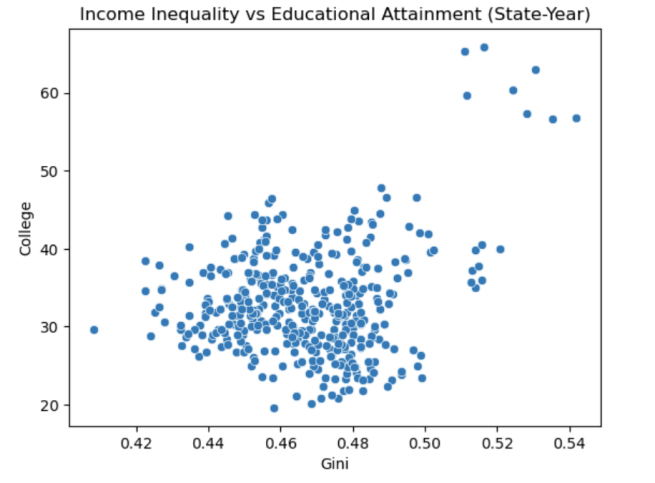 Income Inequality vs Educational Attainment (State-Year)
60
50
College
40
30
20
0.42 0.44 0.46 0.48 0.50 0.52 0.54
Gini